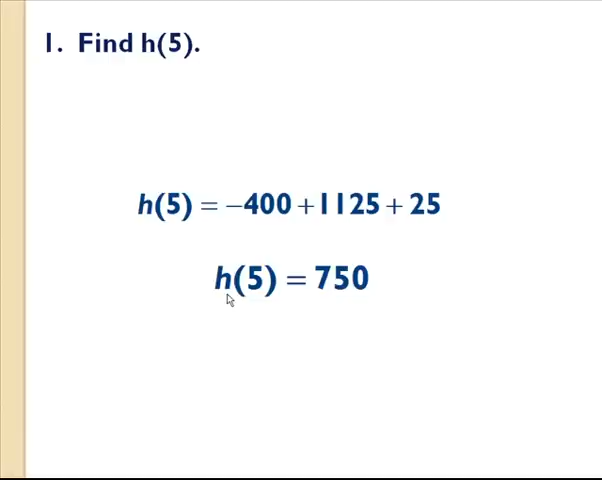 1. Find h(5).
h(5) = −400 + 1125 + 25
h(5) = 750